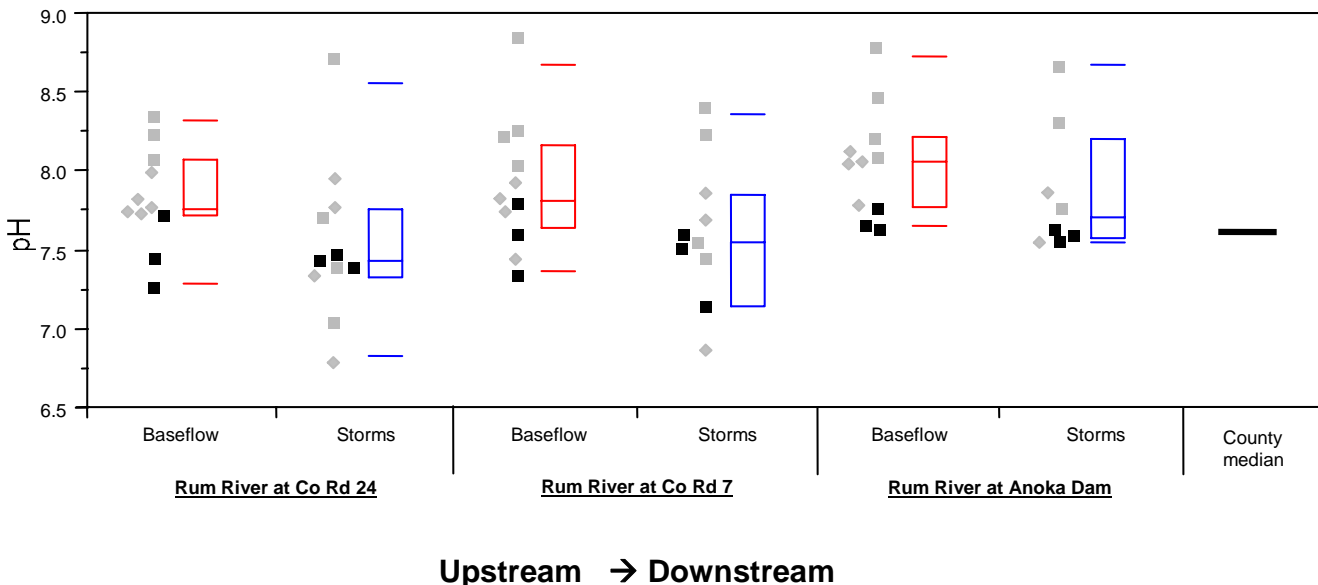 9.0
8.5
8.0
7.5
7.0
6.5
pH
Baseflow Storms Baseflow Storms Baseflow Storms County
median
Rum River at Co Rd 24 Rum River at Co Rd 7 Rum River at Anoka Dam
Upstream → Downstream